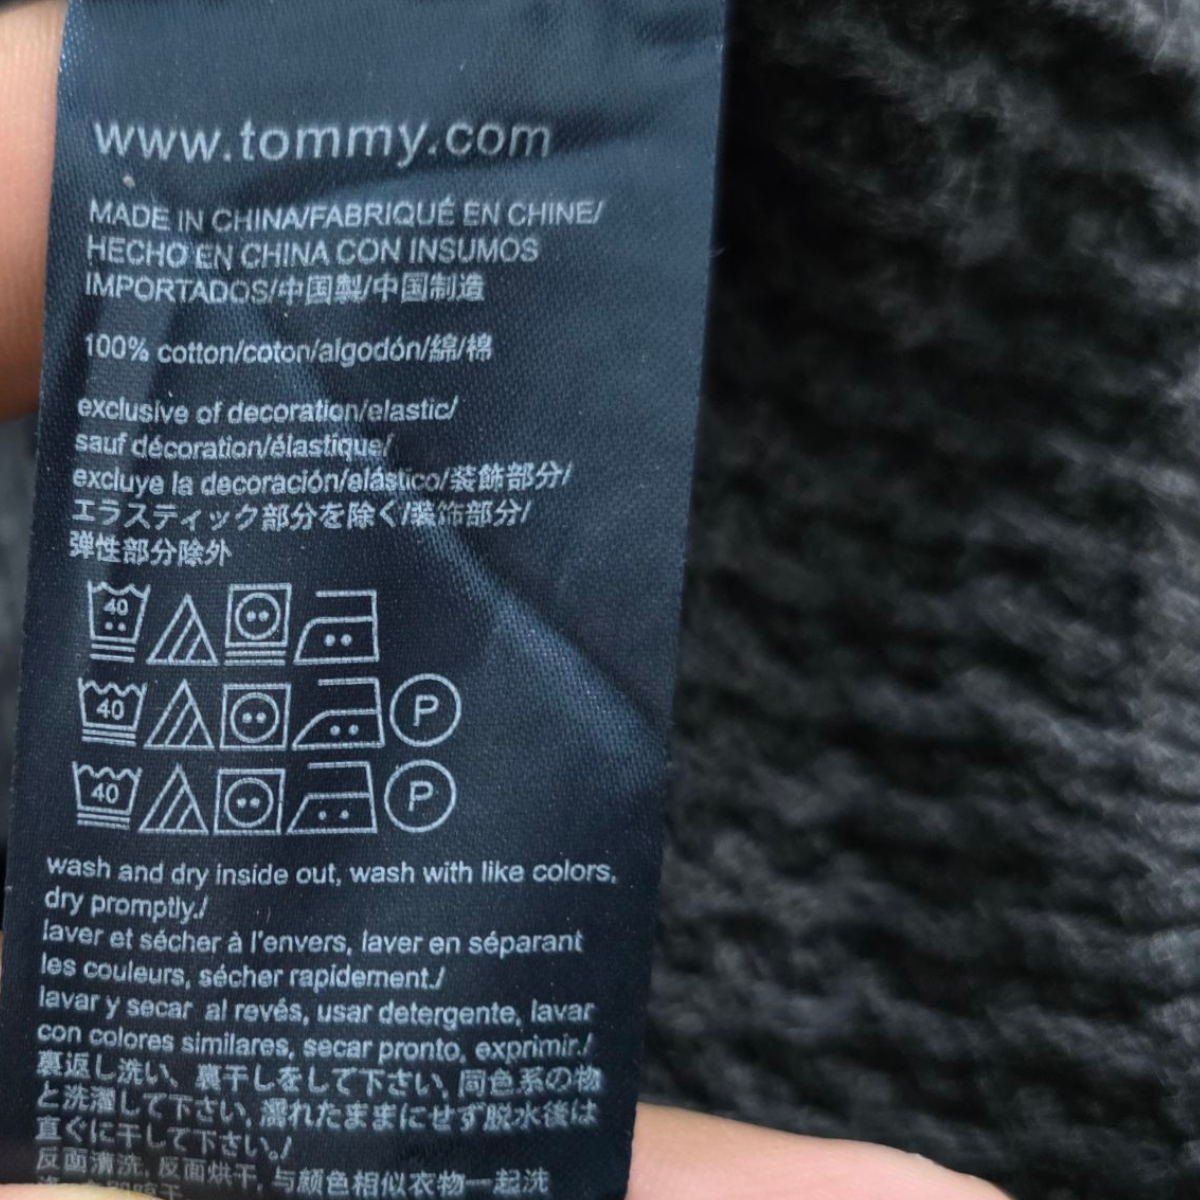 www.tommy.com
MADE IN CHINA/FABRIQUÉ EN CHINE/
HECHO EN CHINA CON INSUMOS
IMPORTADOS/中国製/中国制造
100% cotton/coton/algodón/綿/棉
exclusive of decoration/elastic/
sauf décoration/élastique/
excluye la decoración/elástico/装飾部分/
エラスティック部分を除く/装饰部分/
弹性部分除外
40
40 P
40 P
wash and dry inside out, wash with like colors,
dry promptly./
laver et sécher à l'envers, laver en séparant
les couleurs, sécher rapidement./
lavar y secar al revés, usar detergente, lavar
con colores similares, secar pronto, exprimir./
裏返し洗い、裏干しをして下さい、同色系の物
と洗濯して下さい、濡れたままにせず脱水後は
直ぐに干して下さい。/
反面清洗, 反面烘干, 与颜色相似衣物一起洗